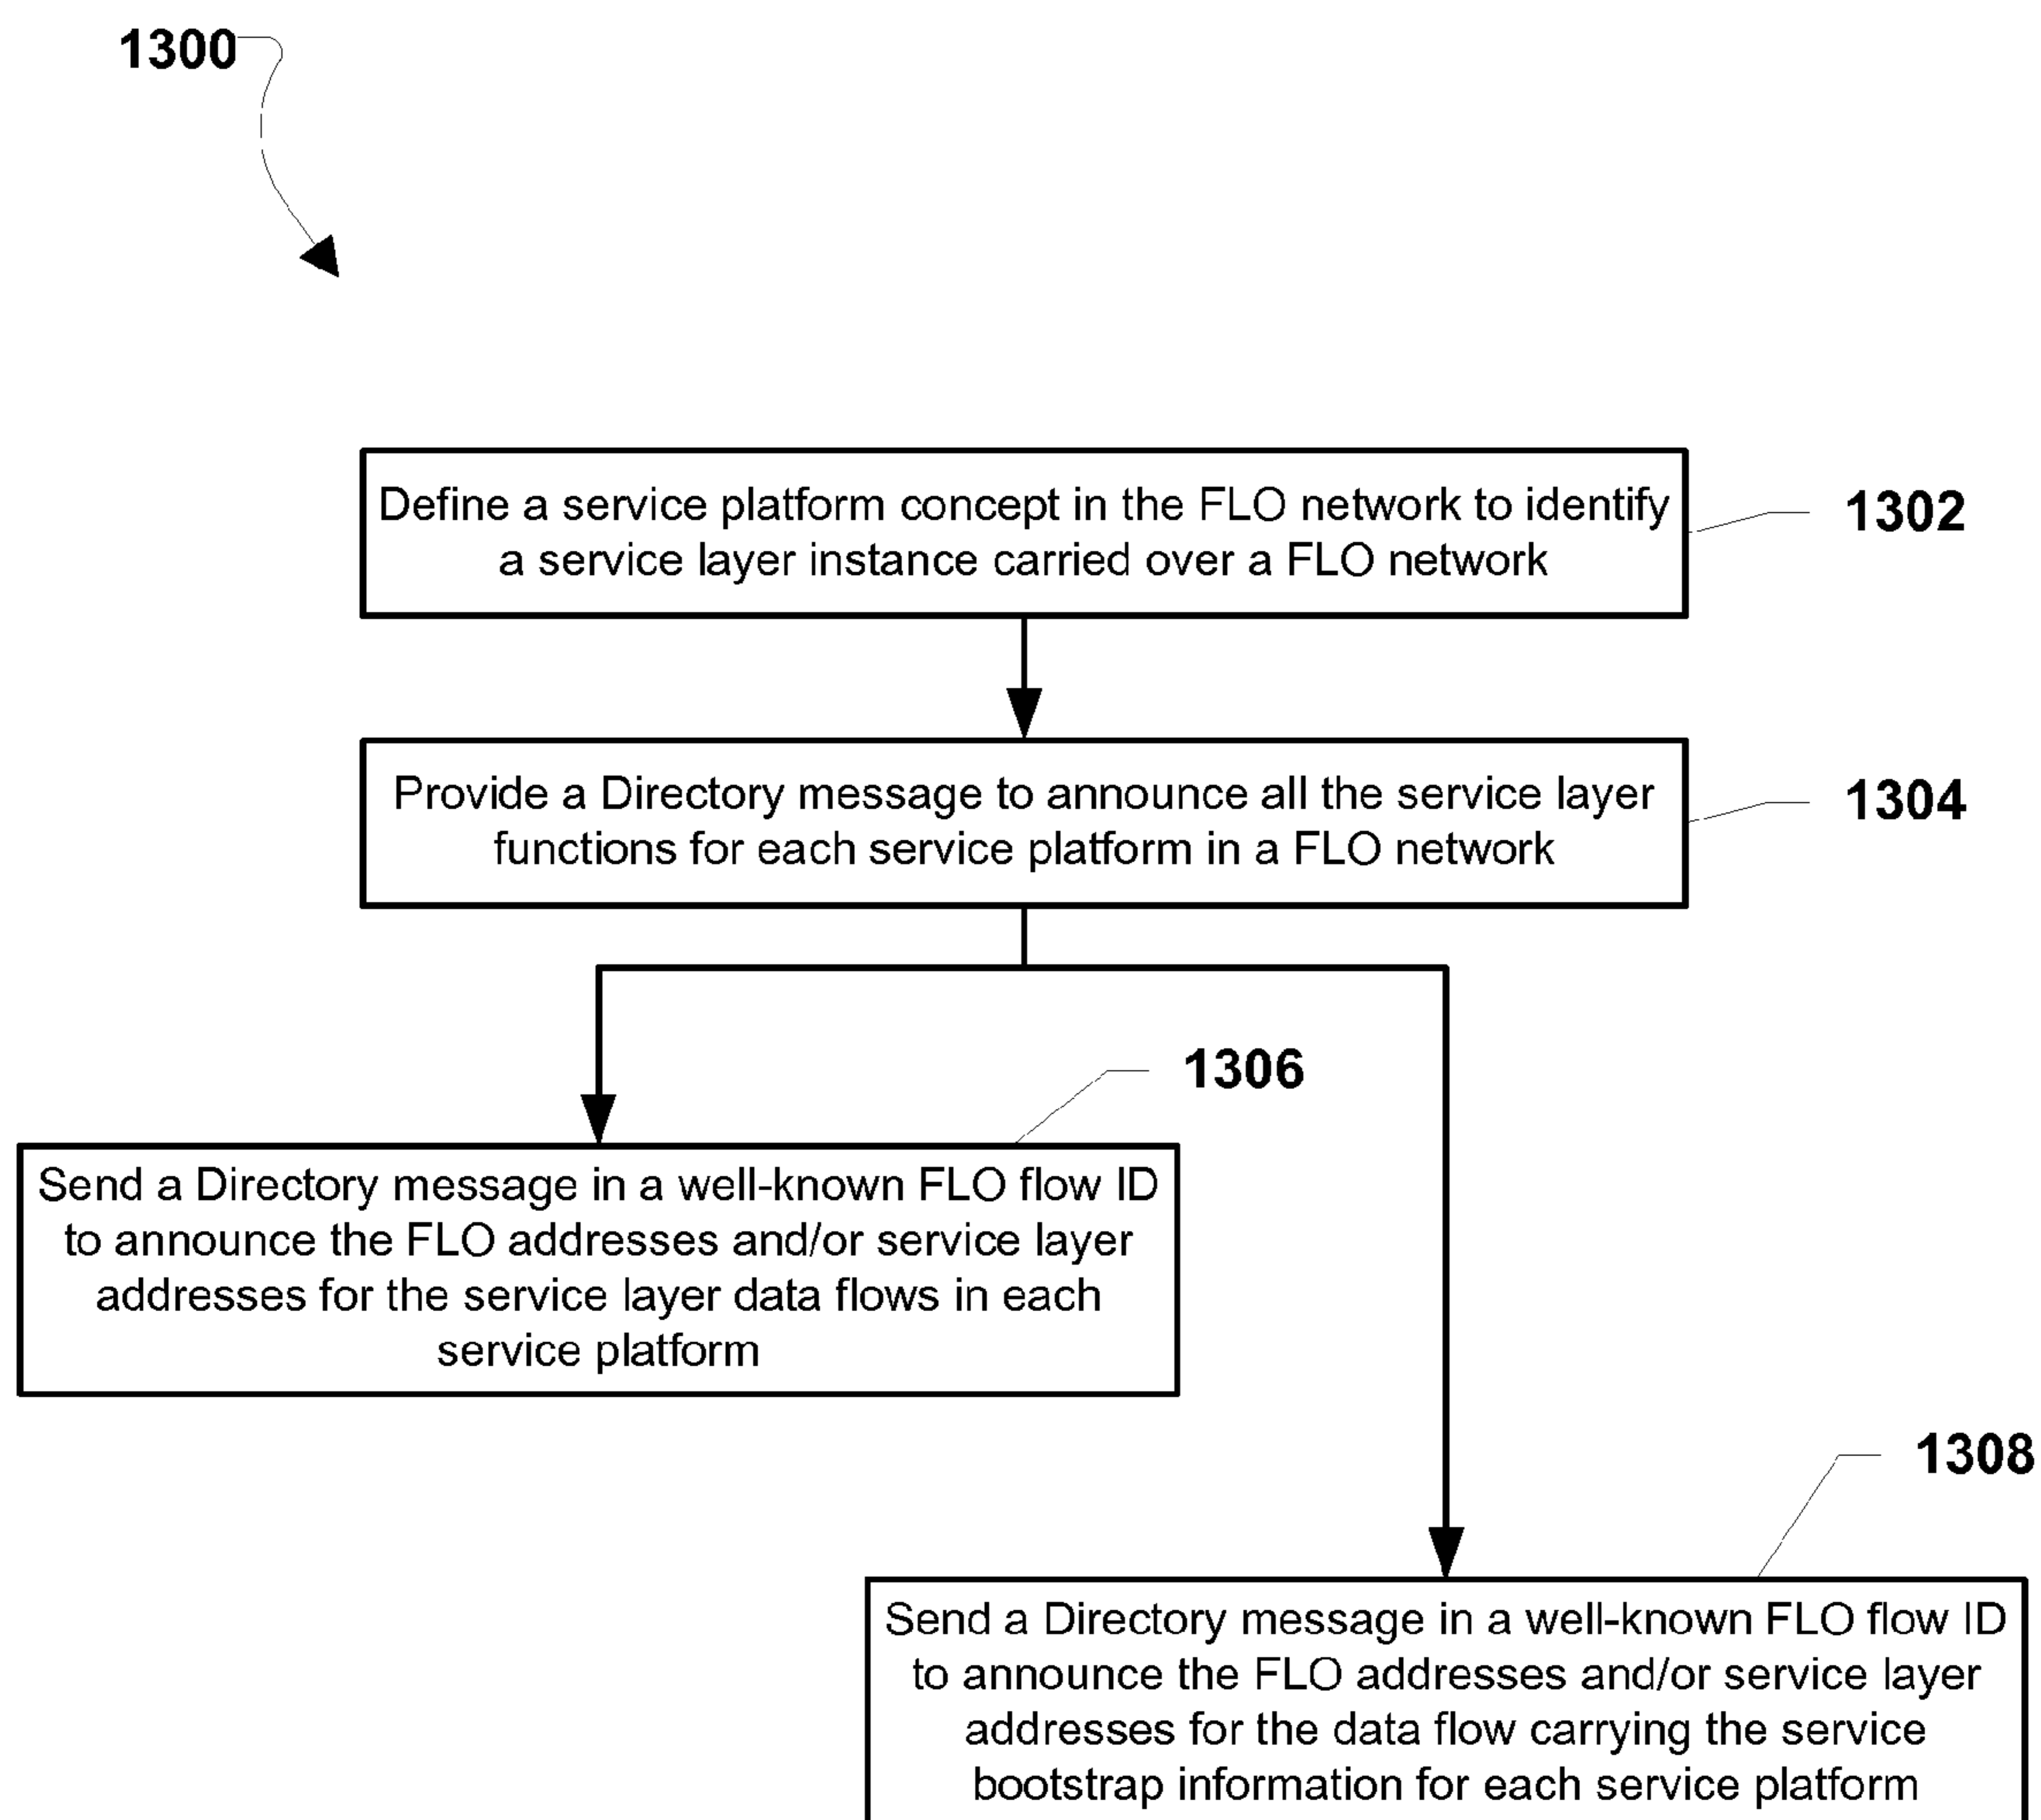 1300
Define a service platform concept in the FLO network to identify
a service layer instance carried over a FLO network
1302
Provide a Directory message to announce all the service layer
functions for each service platform in a FLO network
1304
1306
Send a Directory message in a well-known FLO flow ID
to announce the FLO addresses and/or service layer
addresses for the service layer data flows in each
service platform
1308
Send a Directory message in a well-known FLO flow ID
to announce the FLO addresses and/or service layer
addresses for the data flow carrying the service
bootstrap information for each service platform